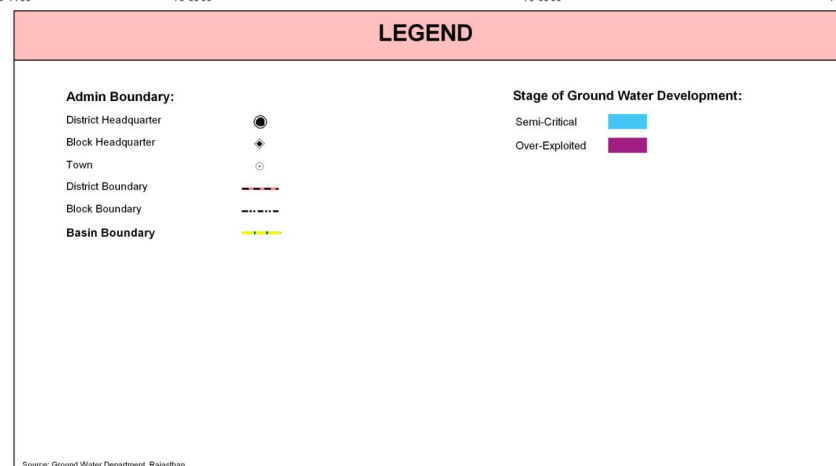 LEGEND
Admin Boundary:
District Headquarter
Block Headquarter
Town
District Boundary
Block Boundary
Basin Boundary
Stage of Ground Water Development:
Semi-Critical
Over-Exploited
Source: Ground Water Department, Rajasthan